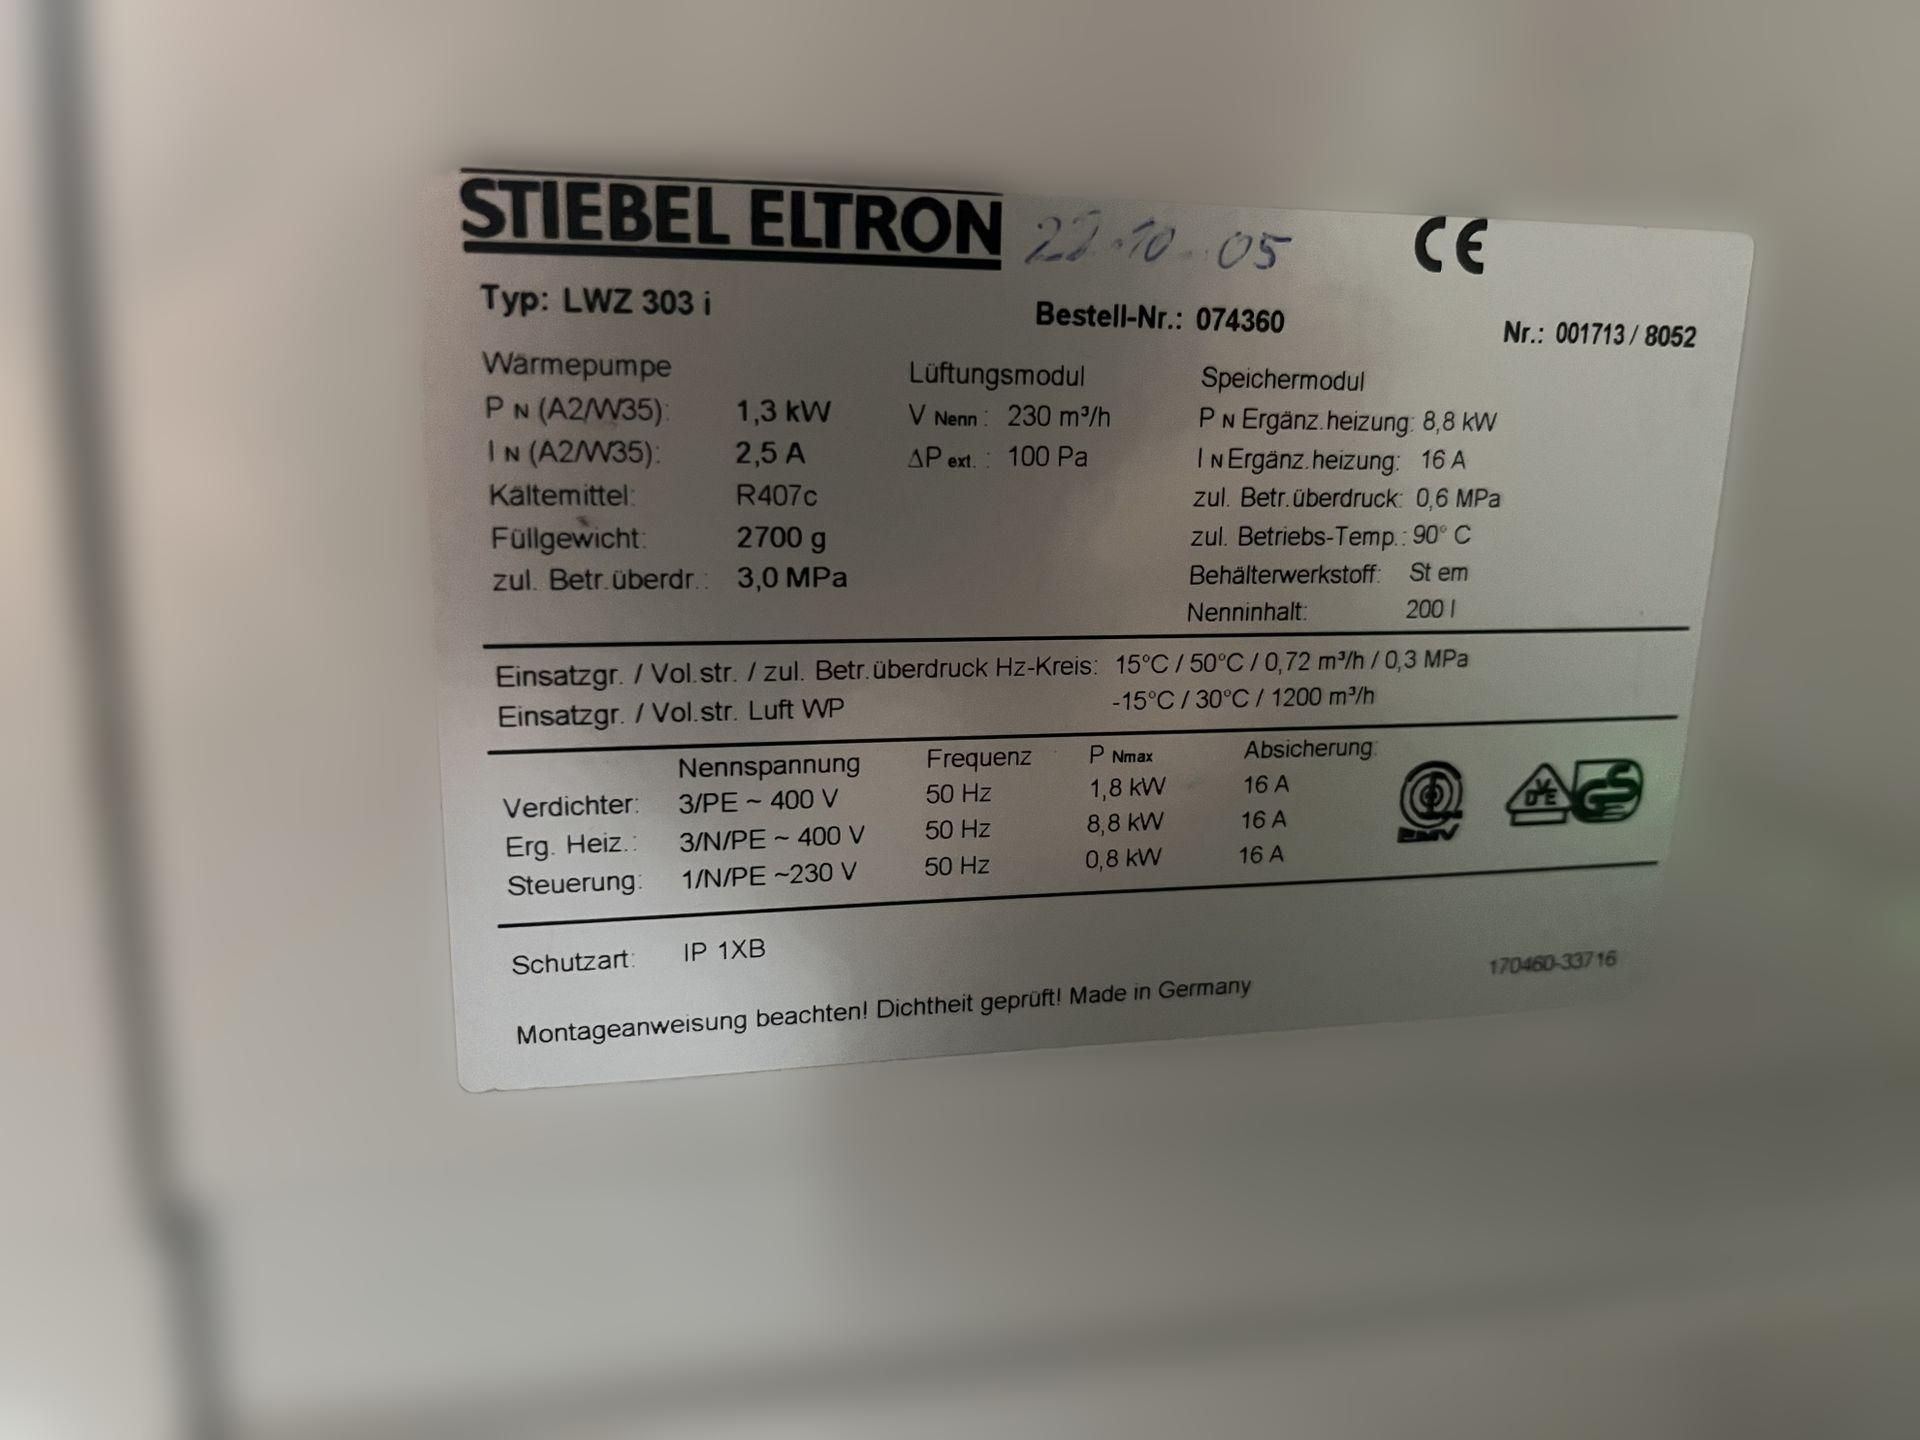 STIEBEL ELTRON 22.10.05 CE
Typ: LWZ 303 i Bestell-Nr.: 074360 Nr.: 001713 / 8052
Wärmepumpe Lüftungsmodul Speichermodul
P N (A2/W35): 1,3 kW V Nenn : 230 m³/h P N Ergänz.heizung: 8,8 kW
I N (A2/W35): 2,5 A ΔP ext. : 100 Pa I N Ergänz.heizung: 16 A
Kältemittel: R407c zul. Betr.überdruck: 0,6 MPa
Füllgewicht: 2700 g zul. Betriebs-Temp.: 90° C
zul. Betr.überdr.: 3,0 MPa Behälterwerkstoff: St em
Nenninhalt: 200 l
Einsatzgr. / Vol.str. / zul. Betr.überdruck Hz-Kreis: 15°C / 50°C / 0,72 m³/h / 0,3 MPa
Einsatzgr. / Vol.str. Luft WP -15°C / 30°C / 1200 m³/h
Nennspannung Frequenz P Nmax Absicherung:
Verdichter: 3/PE ~ 400 V 50 Hz 1,8 kW 16 A
Erg. Heiz.: 3/N/PE ~ 400 V 50 Hz 8,8 kW 16 A
Steuerung: 1/N/PE ~230 V 50 Hz 0,8 kW 16 A
EMV VDE GS
Schutzart: IP 1XB
170460-33716
Montageanweisung beachten! Dichtheit geprüft! Made in Germany